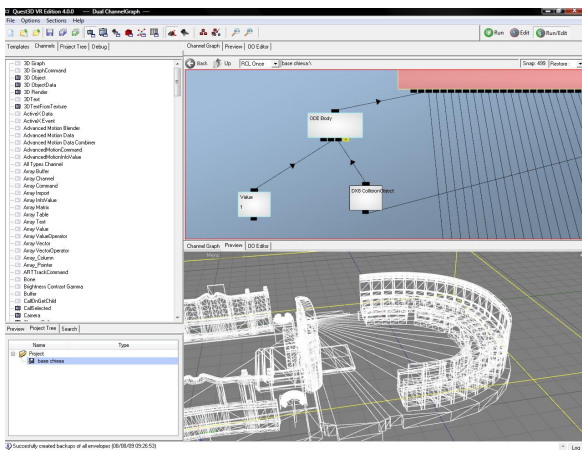 Quest3D VR Edition 4.0.0 ---- Dual ChannelGraph ----
File Options Sections Help
Run Edit Run/Edit
Templates Channels Project Tree Debug
Channel Graph Preview DO Editor
Back Up RCL Once base chiesa:\ Snap: 499 Restore
3D Graph
3D GraphCommand
3D Object
3D ObjectData
3D Render
3DText
3DTextFromTexture
ActiveX Data
ActiveX Event
Advanced Motion Blender
Advanced Motion Data
Advanced Motion Data Combiner
AdvancedMotionCommand
AdvancedMotionInfoValue
All Types Channel
Array Buffer
Array Channel
Array Command
Array Import
Array InfoValue
Array Matrix
Array Table
Array Text
Array Value
Array ValueOperator
Array Vector
Array VectorOperator
Array_Column
Array_Pointer
ARTTrackCommand
Bone
Brightness Contrast Gamma
Buffer
CallOnGetChild
CallSelected
Camera
ODE Body
Value
1
DX8 CollisionObject
Channel Graph Preview DO Editor
Menu
Preview Project Tree Search
Name Type
Project
base chiesa
Succesfully created backups of all envelopes (08/08/09 09:26:53)
Log